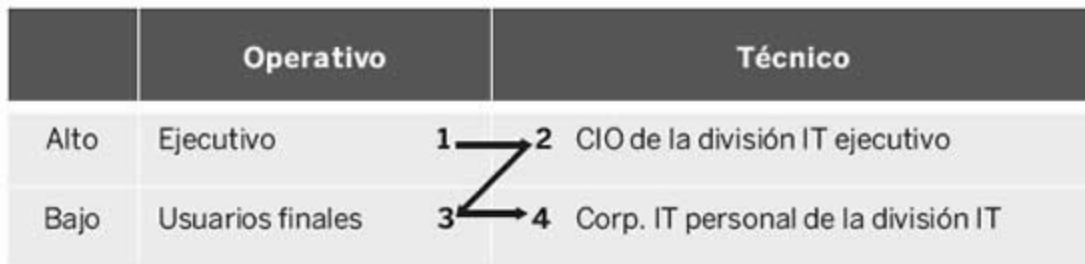 Operativo Técnico
Alto Ejecutivo 1 2 CIO de la división IT ejecutivo
Bajo Usuarios finales 3 4 Corp. IT personal de la división IT